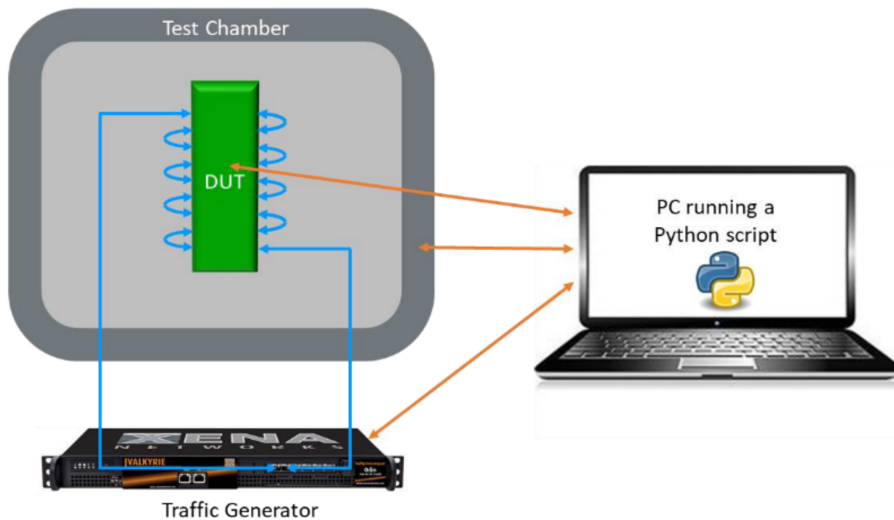 Test Chamber
DUT
PC running a
Python script
XENA
NETWORKS
VALKYRIE
Traffic Generator